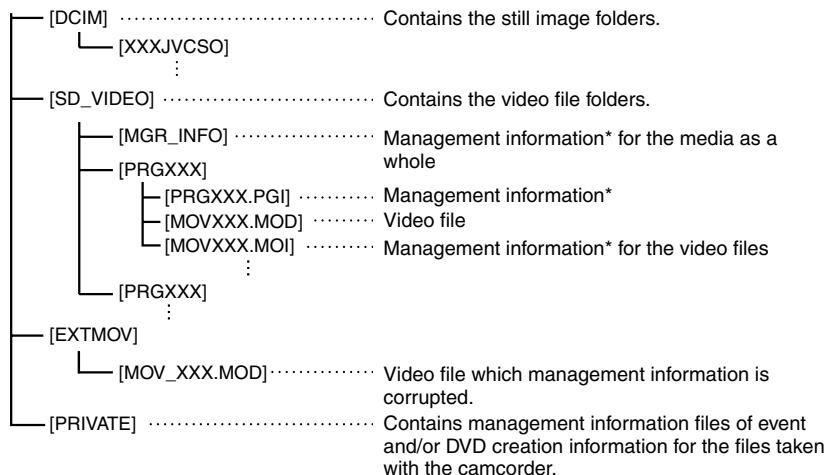 [DCIM] Contains the still image folders.
[XXXJVCSO]
[SD_VIDEO] Contains the video file folders.
[MGR_INFO] Management information* for the media as a
whole
[PRGXXX]
[PRGXXX.PGI] Management information*
[MOVXXX.MOD] Video file
[MOVXXX.MOI] Management information* for the video files
[PRGXXX]
[EXTMOV]
[MOV_XXX.MOD] Video file which management information is
corrupted.
[PRIVATE] Contains management information files of event
and/or DVD creation information for the files taken
with the camcorder.